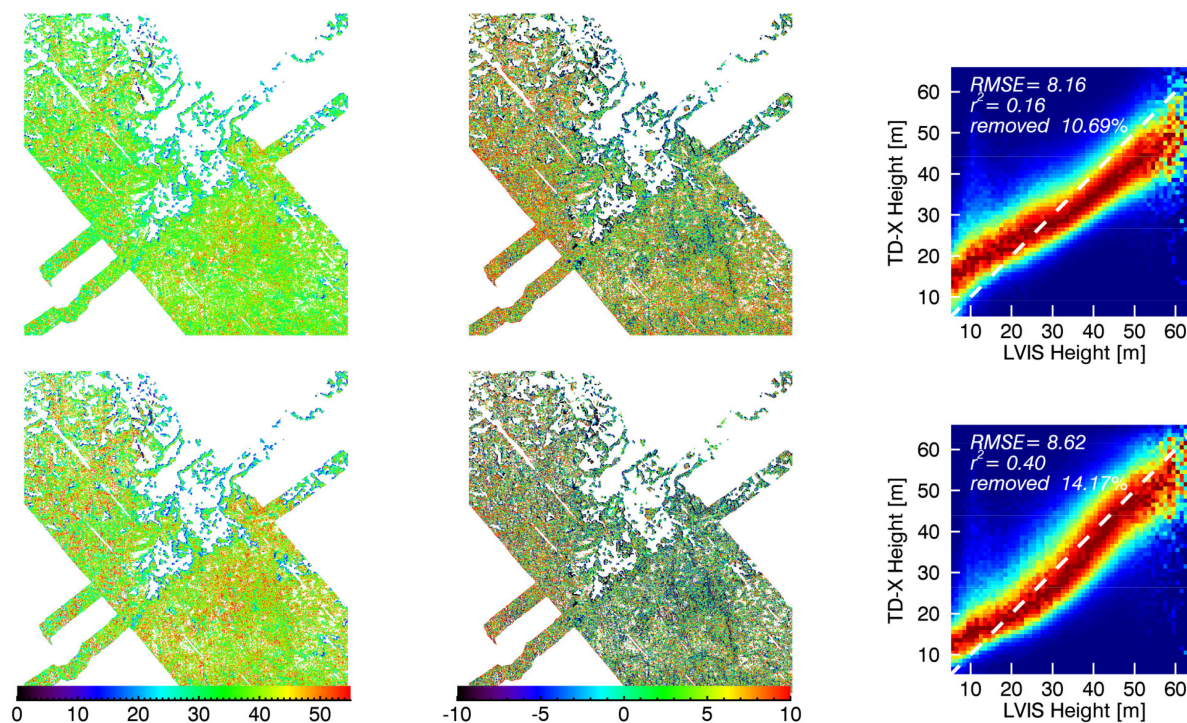 RMSE= 8.16
r²= 0.16
removed 10.69%
60
50
40
30
20
10
TD-X Height [m]
10 20 30 40 50 60
LVIS Height [m]
RMSE= 8.62
r²= 0.40
removed 14.17%
60
50
40
30
20
10
TD-X Height [m]
10 20 30 40 50 60
LVIS Height [m]
0 10 20 30 40 50
-10 -5 0 5 10